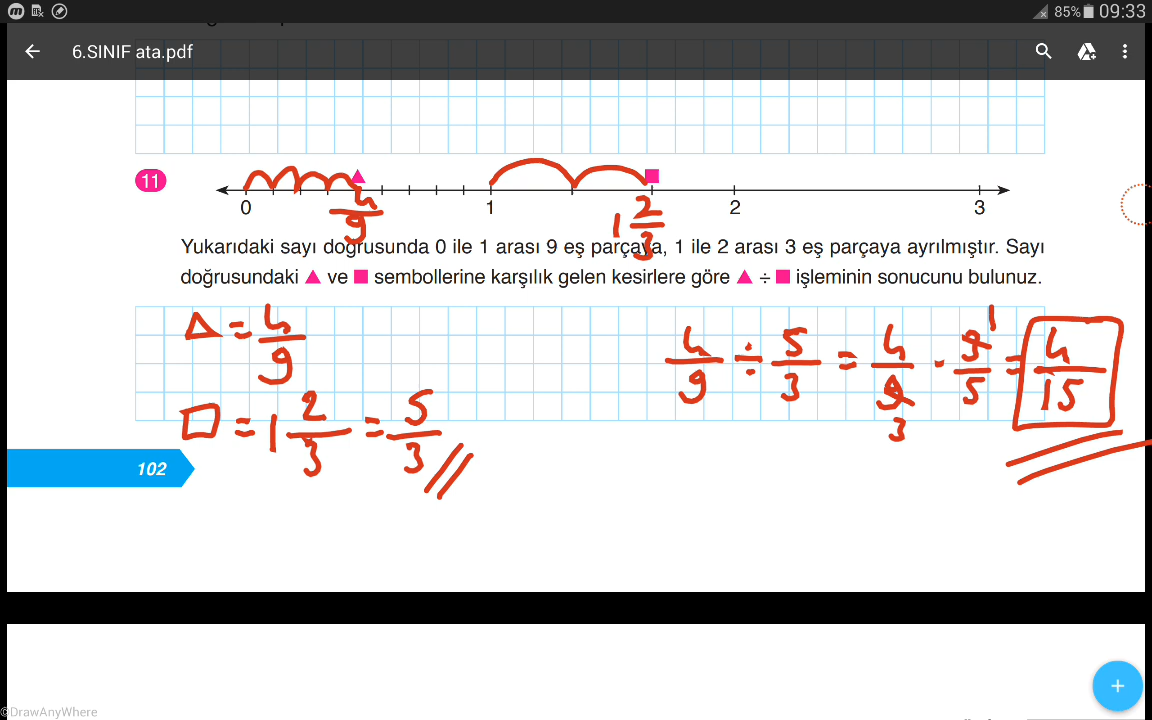 85% 09:33
6.SINIF ata.pdf
11
0 1 2 3
4/9
1 2/3
Yukarıdaki sayı doğrusunda 0 ile 1 arası 9 eş parçaya, 1 ile 2 arası 3 eş parçaya ayrılmıştır. Sayı
doğrusundaki ▲ ve ■ sembollerine karşılık gelen kesirlere göre ▲ ÷ ■ işleminin sonucunu bulunuz.
△ = 4/9
□ = 1 2/3 = 5/3
4/9 ÷ 5/3 = 4/9 · 3/5 = 4/15
1
3
102
+
©DrawAnyWhere